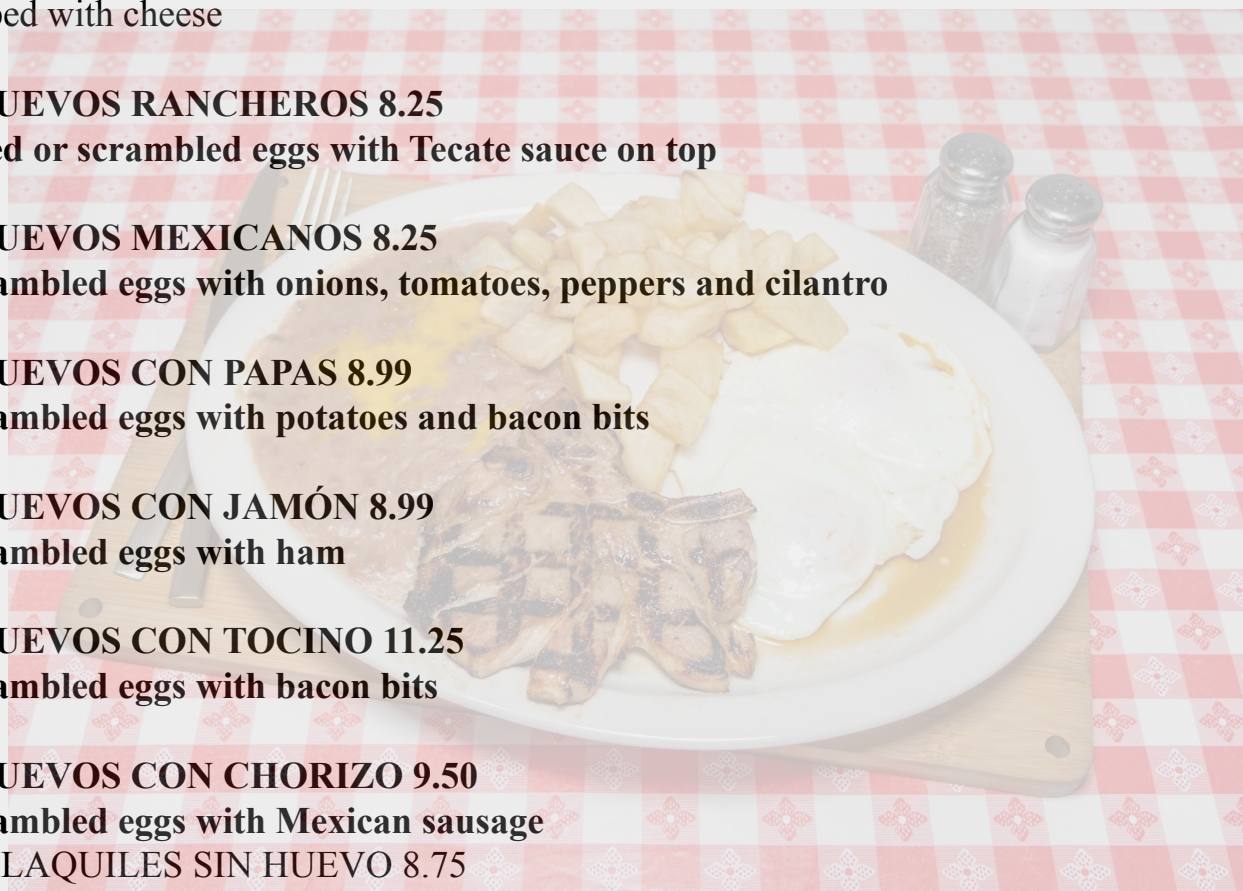 ped with cheese
UEVOS RANCHEROS 8.25
ed or scrambled eggs with Tecate sauce on top
UEVOS MEXICANOS 8.25
ambled eggs with onions, tomatoes, peppers and cilantro
UEVOS CON PAPAS 8.99
ambled eggs with potatoes and bacon bits
UEVOS CON JAMÓN 8.99
ambled eggs with ham
UEVOS CON TOCINO 11.25
ambled eggs with bacon bits
UEVOS CON CHORIZO 9.50
ambled eggs with Mexican sausage
LAQUILES SIN HUEVO 8.75